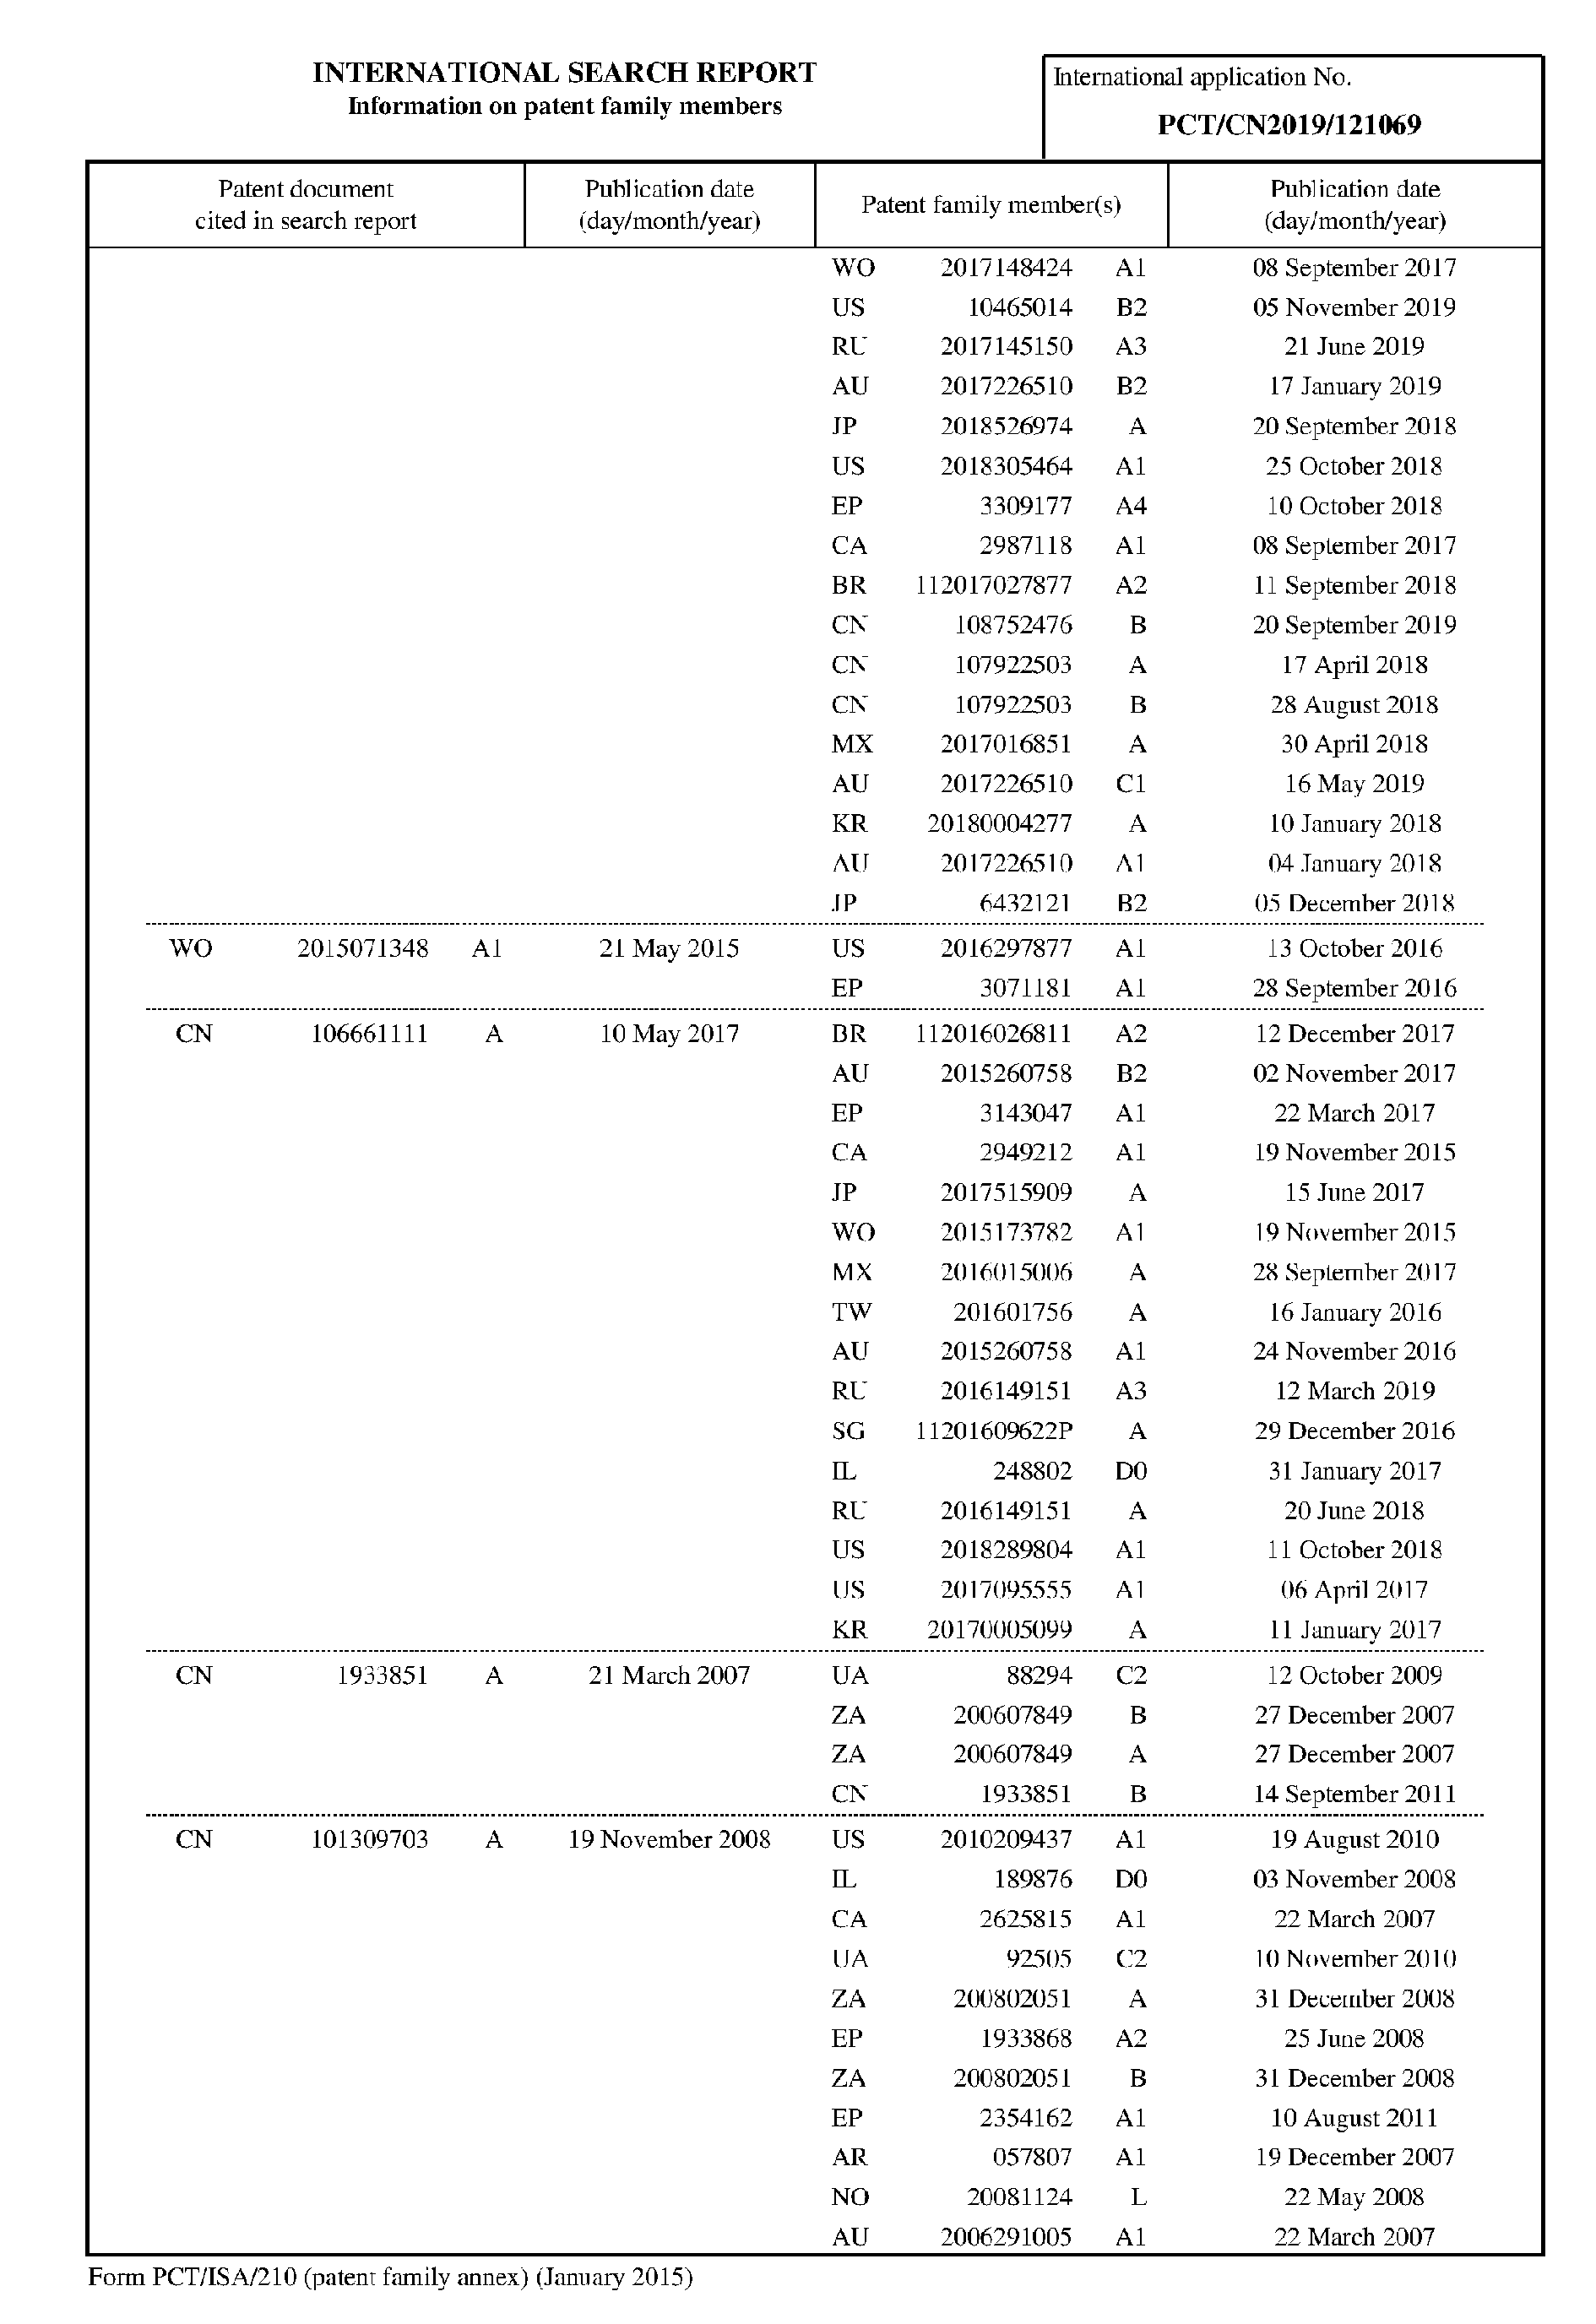 INTERNATIONAL SEARCH REPORT
Information on patent family members
International application No.
PCT/CN2019/121069
Patent document cited in search report Publication date (day/month/year) Patent family member(s) Publication date (day/month/year)
WO 2017148424 A1 08 September 2017
US 10465014 B2 05 November 2019
RU 2017145150 A3 21 June 2019
AU 2017226510 B2 17 January 2019
JP 2018526974 A 20 September 2018
US 2018305464 A1 25 October 2018
EP 3309177 A4 10 October 2018
CA 2987118 A1 08 September 2017
BR 112017027877 A2 11 September 2018
CN 108752476 B 20 September 2019
CN 107922503 A 17 April 2018
CN 107922503 B 28 August 2018
MX 2017016851 A 30 April 2018
AU 2017226510 C1 16 May 2019
KR 20180004277 A 10 January 2018
AU 2017226510 A1 04 January 2018
JP 6432121 B2 05 December 2018
WO 2015071348 A1 21 May 2015 US 2016297877 A1 13 October 2016
EP 3071181 A1 28 September 2016
CN 106661111 A 10 May 2017 BR 112016026811 A2 12 December 2017
AU 2015260758 B2 02 November 2017
EP 3143047 A1 22 March 2017
CA 2949212 A1 19 November 2015
JP 2017515909 A 15 June 2017
WO 2015173782 A1 19 November 2015
MX 2016015006 A 28 September 2017
TW 201601756 A 16 January 2016
AU 2015260758 A1 24 November 2016
RU 2016149151 A3 12 March 2019
SG 11201609622P A 29 December 2016
IL 248802 D0 31 January 2017
RU 2016149151 A 20 June 2018
US 2018289804 A1 11 October 2018
US 2017095555 A1 06 April 2017
KR 20170005099 A 11 January 2017
CN 1933851 A 21 March 2007 UA 88294 C2 12 October 2009
ZA 200607849 B 27 December 2007
ZA 200607849 A 27 December 2007
CN 1933851 B 14 September 2011
CN 101309703 A 19 November 2008 US 2010209437 A1 19 August 2010
IL 189876 D0 03 November 2008
CA 2625815 A1 22 March 2007
UA 92505 C2 10 November 2010
ZA 200802051 A 31 December 2008
EP 1933868 A2 25 June 2008
ZA 200802051 B 31 December 2008
EP 2354162 A1 10 August 2011
AR 057807 A1 19 December 2007
NO 20081124 L 22 May 2008
AU 2006291005 A1 22 March 2007
Form PCT/ISA/210 (patent family annex) (January 2015)